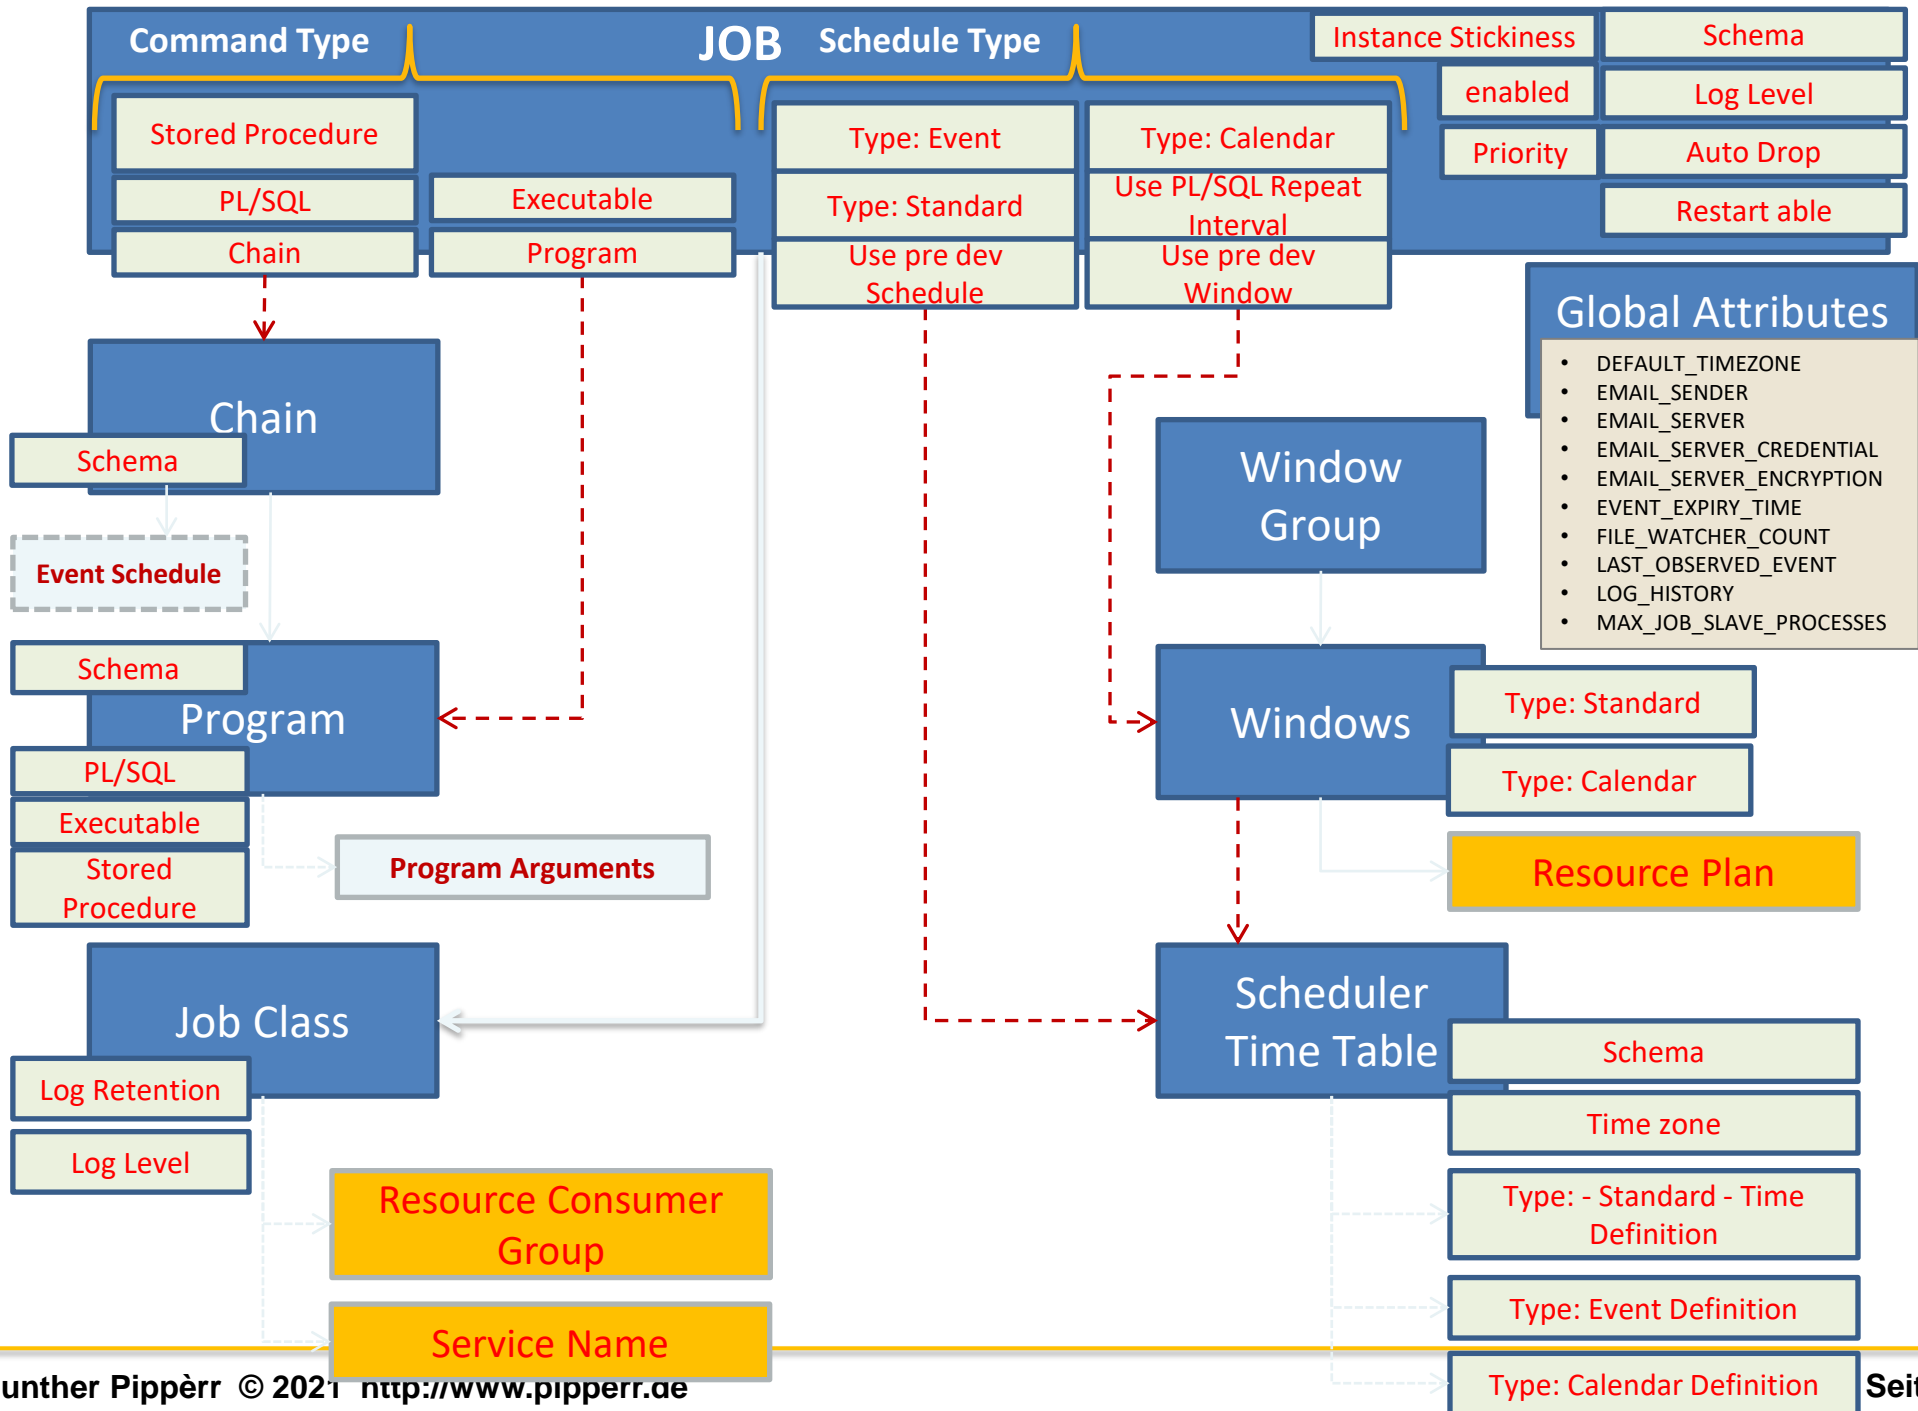 Command Type
JOB
Schedule Type
Instance Stickiness
Schema
enabled
Log Level
Priority
Auto Drop
Restart able
Stored Procedure
PL/SQL
Executable
Chain
Program
Type: Event
Type: Calendar
Type: Standard
Use PL/SQL Repeat
Interval
Use pre dev
Schedule
Use pre dev
Window
Global Attributes
• DEFAULT_TIMEZONE
• EMAIL_SENDER
• EMAIL_SERVER
• EMAIL_SERVER_CREDENTIAL
• EMAIL_SERVER_ENCRYPTION
• EVENT_EXPIRY_TIME
• FILE_WATCHER_COUNT
• LAST_OBSERVED_EVENT
• LOG_HISTORY
• MAX_JOB_SLAVE_PROCESSES
Chain
Schema
Event Schedule
Window
Group
Schema
Program
PL/SQL
Executable
Stored
Procedure
Program Arguments
Windows
Type: Standard
Type: Calendar
Resource Plan
Job Class
Log Retention
Log Level
Resource Consumer
Group
Service Name
Scheduler
Time Table
Schema
Time zone
Type: - Standard - Time
Definition
Type: Event Definition
Type: Calendar Definition
unther Pippèrr © 2021 http://www.pipperr.de
Seit